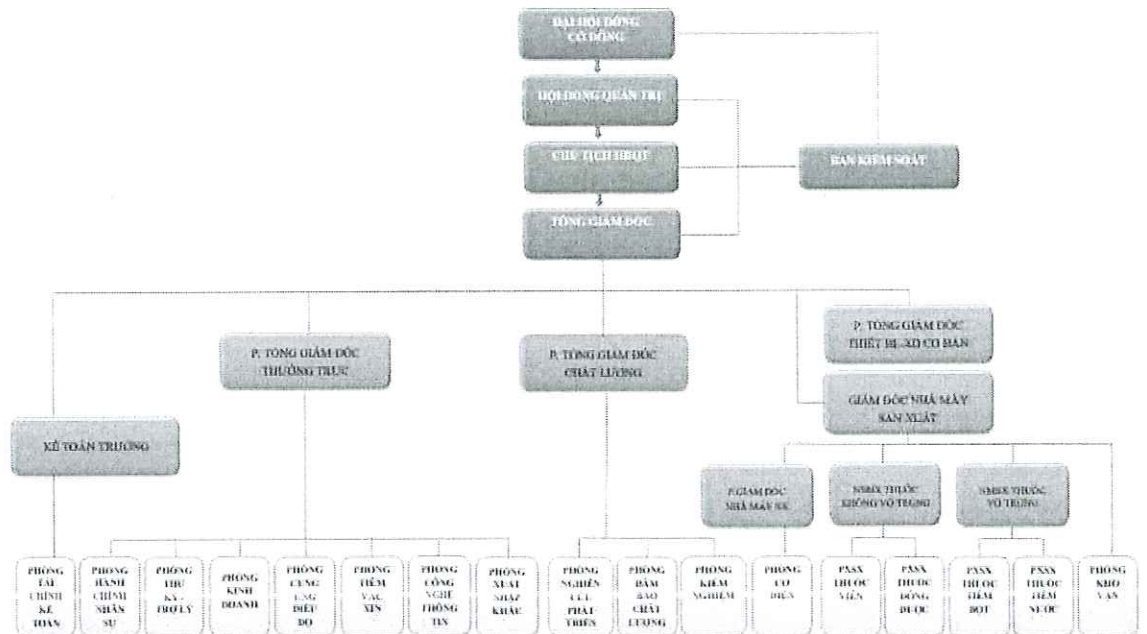 ĐẠI HỘI ĐỒNG
CỔ ĐÔNG
HỘI ĐỒNG QUẢN TRỊ
CHỦ TỊCH HĐQT
BAN KIỂM SOÁT
TỔNG GIÁM ĐỐC
P. TỔNG GIÁM ĐỐC
THƯỜNG TRỰC
P. TỔNG GIÁM ĐỐC
CHẤT LƯỢNG
P. TỔNG GIÁM ĐỐC
THIẾT BỊ -XD CƠ BẢN
GIÁM ĐỐC NHÀ MÁY
SẢN XUẤT
KẾ TOÁN TRƯỞNG
P.GIÁM ĐỐC
NHÀ MÁY SX
NMSX THUỐC
KHÔNG VÔ TRÙNG
NMSX THUỐC
VÔ TRÙNG
PHÒNG
TÀI
CHÍNH
KẾ
TOÁN
PHÒNG
HÀNH
CHÍNH
NHÂN
SỰ
PHÒNG
THƯ
KÝ -
TRỢ LÝ
PHÒNG
KINH
DOANH
PHÒNG
CUNG
ỨNG
ĐIỀU
ĐỘ
PHÒNG
TIÊM
VẮC
XIN
PHÒNG
CÔNG
NGHỆ
THÔNG
TIN
PHÒNG
XUẤT
NHẬP
KHẨU
PHÒNG
NGHIÊN
CỨU
PHÁT
TRIỂN
PHÒNG
ĐẢM
BẢO
CHẤT
LƯỢNG
PHÒNG
KIỂM
NGHIỆM
PHÒNG
CƠ
ĐIỆN
PXSX
THUỐC
VIÊN
PXSX
THUỐC
ĐÔNG
DƯỢC
PXSX
THUỐC
TIÊM
BỘT
PXSX
THUỐC
TIÊM
NƯỚC
PHÒNG
KHO
VẬN